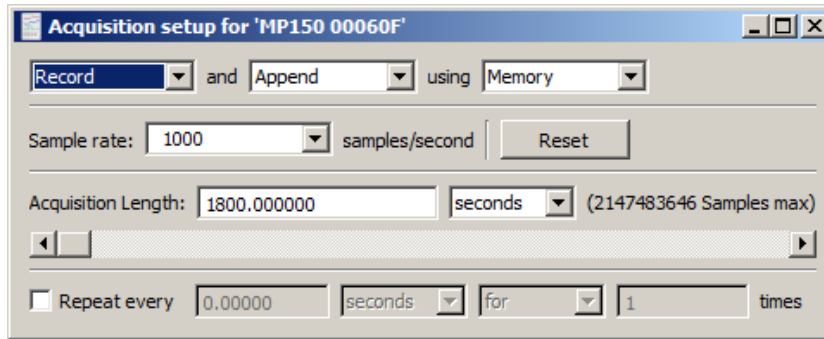 Acquisition setup for 'MP150 00060F'
Record and Append using Memory
Sample rate: 1000 samples/second Reset
Acquisition Length: 1800.000000 seconds (2147483646 Samples max)
Repeat every 0.00000 seconds for 1 times